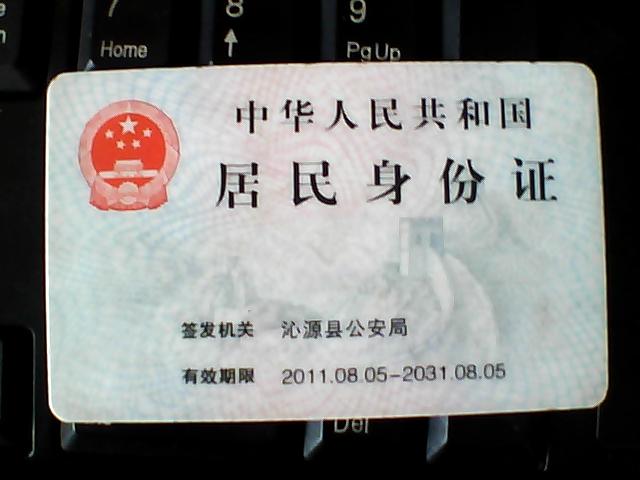 7 8 9
Home ↑ PgUp
中华人民共和国
居民身份证
签发机关 沁源县公安局
有效期限 2011.08.05-2031.08.05
Del